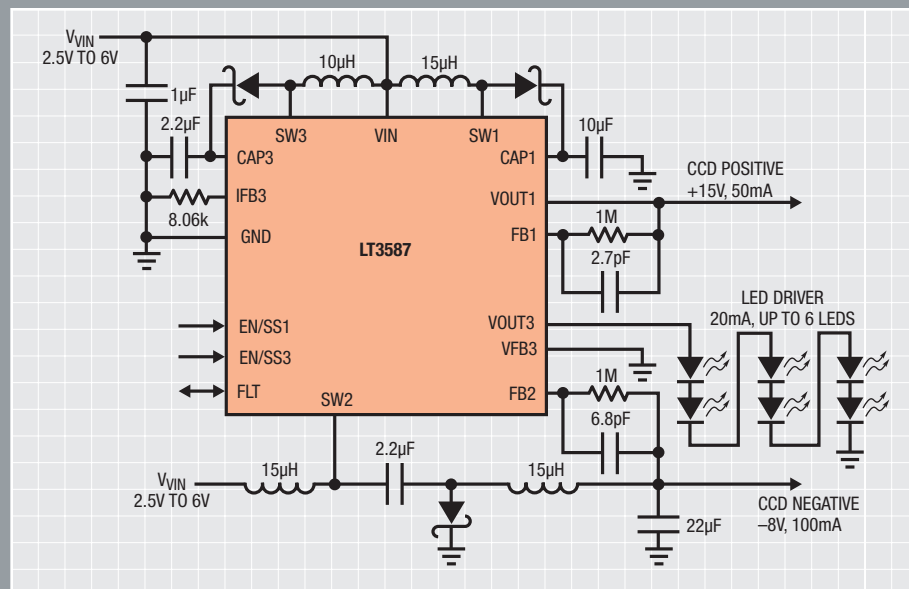 VVIN
2.5V TO 6V
1µF
10µH
15µH
2.2µF
10µF
SW3
VIN
SW1
CAP3
CAP1
IFB3
8.06k
GND
LT3587
VOUT1
CCD POSITIVE
+15V, 50mA
FB1
1M
2.7pF
VOUT3
LED DRIVER
20mA, UP TO 6 LEDS
VFB3
EN/SS1
EN/SS3
FLT
SW2
FB2
1M
6.8pF
VVIN
2.5V TO 6V
15µH
2.2µF
15µH
22µF
CCD NEGATIVE
–8V, 100mA